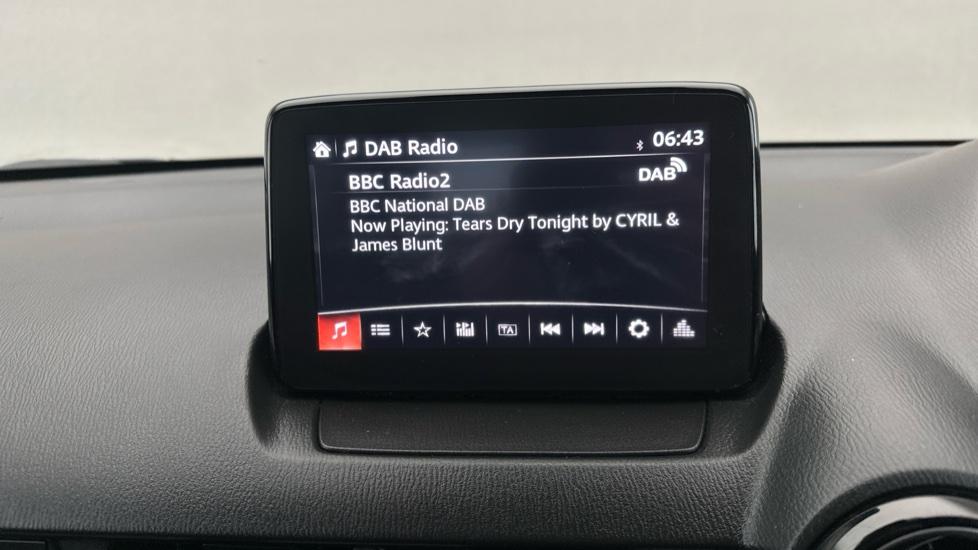 DAB Radio 06:43
BBC Radio2 DAB
BBC National DAB
Now Playing: Tears Dry Tonight by CYRIL &
James Blunt
TA